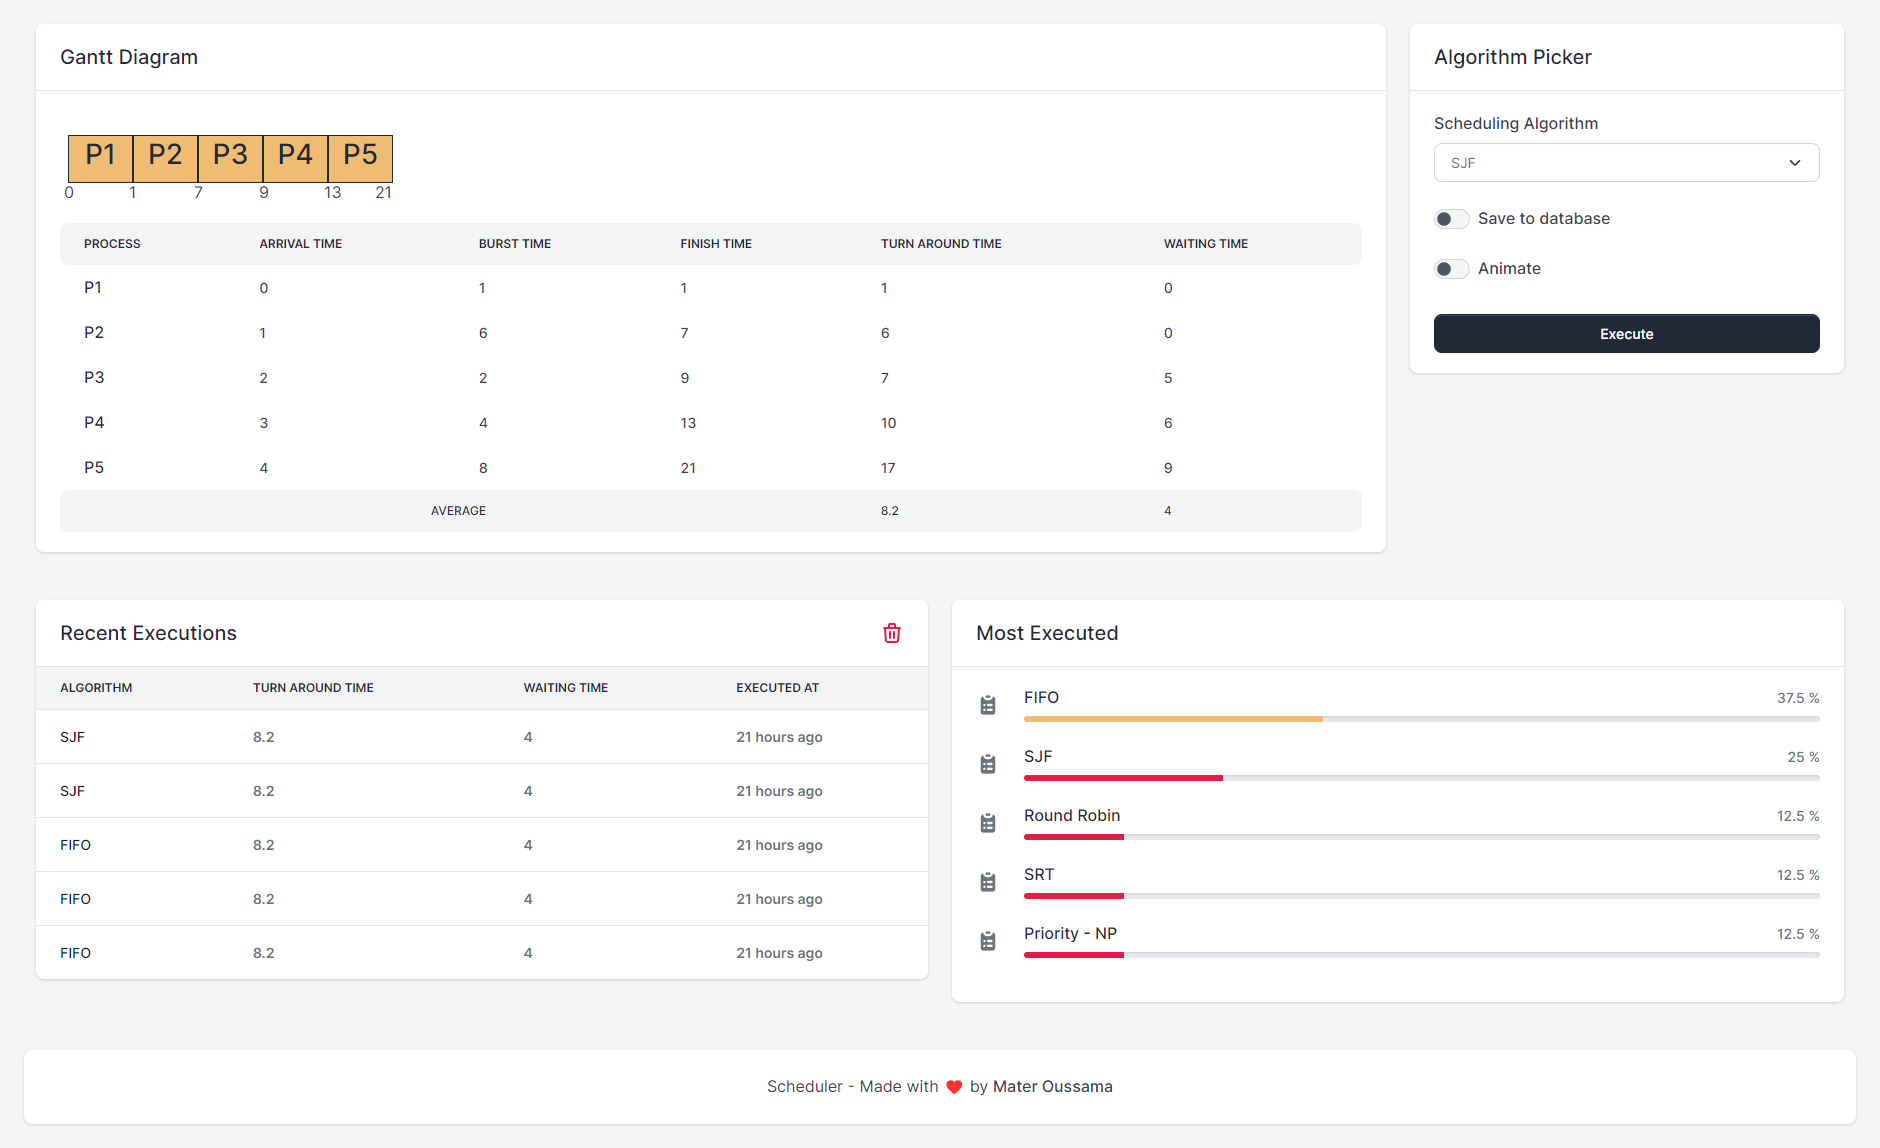 Gantt Diagram
P1 P2 P3 P4 P5
0 1 7 9 13 21
PROCESS ARRIVAL TIME BURST TIME FINISH TIME TURN AROUND TIME WAITING TIME
P1 0 1 1 1 0
P2 1 6 7 6 0
P3 2 2 9 7 5
P4 3 4 13 10 6
P5 4 8 21 17 9
AVERAGE 8.2 4
Algorithm Picker
Scheduling Algorithm
SJF
Save to database
Animate
Execute
Recent Executions
ALGORITHM TURN AROUND TIME WAITING TIME EXECUTED AT
SJF 8.2 4 21 hours ago
SJF 8.2 4 21 hours ago
FIFO 8.2 4 21 hours ago
FIFO 8.2 4 21 hours ago
FIFO 8.2 4 21 hours ago
Most Executed
FIFO 37.5 %
SJF 25 %
Round Robin 12.5 %
SRT 12.5 %
Priority - NP 12.5 %
Scheduler - Made with ❤ by Mater Oussama